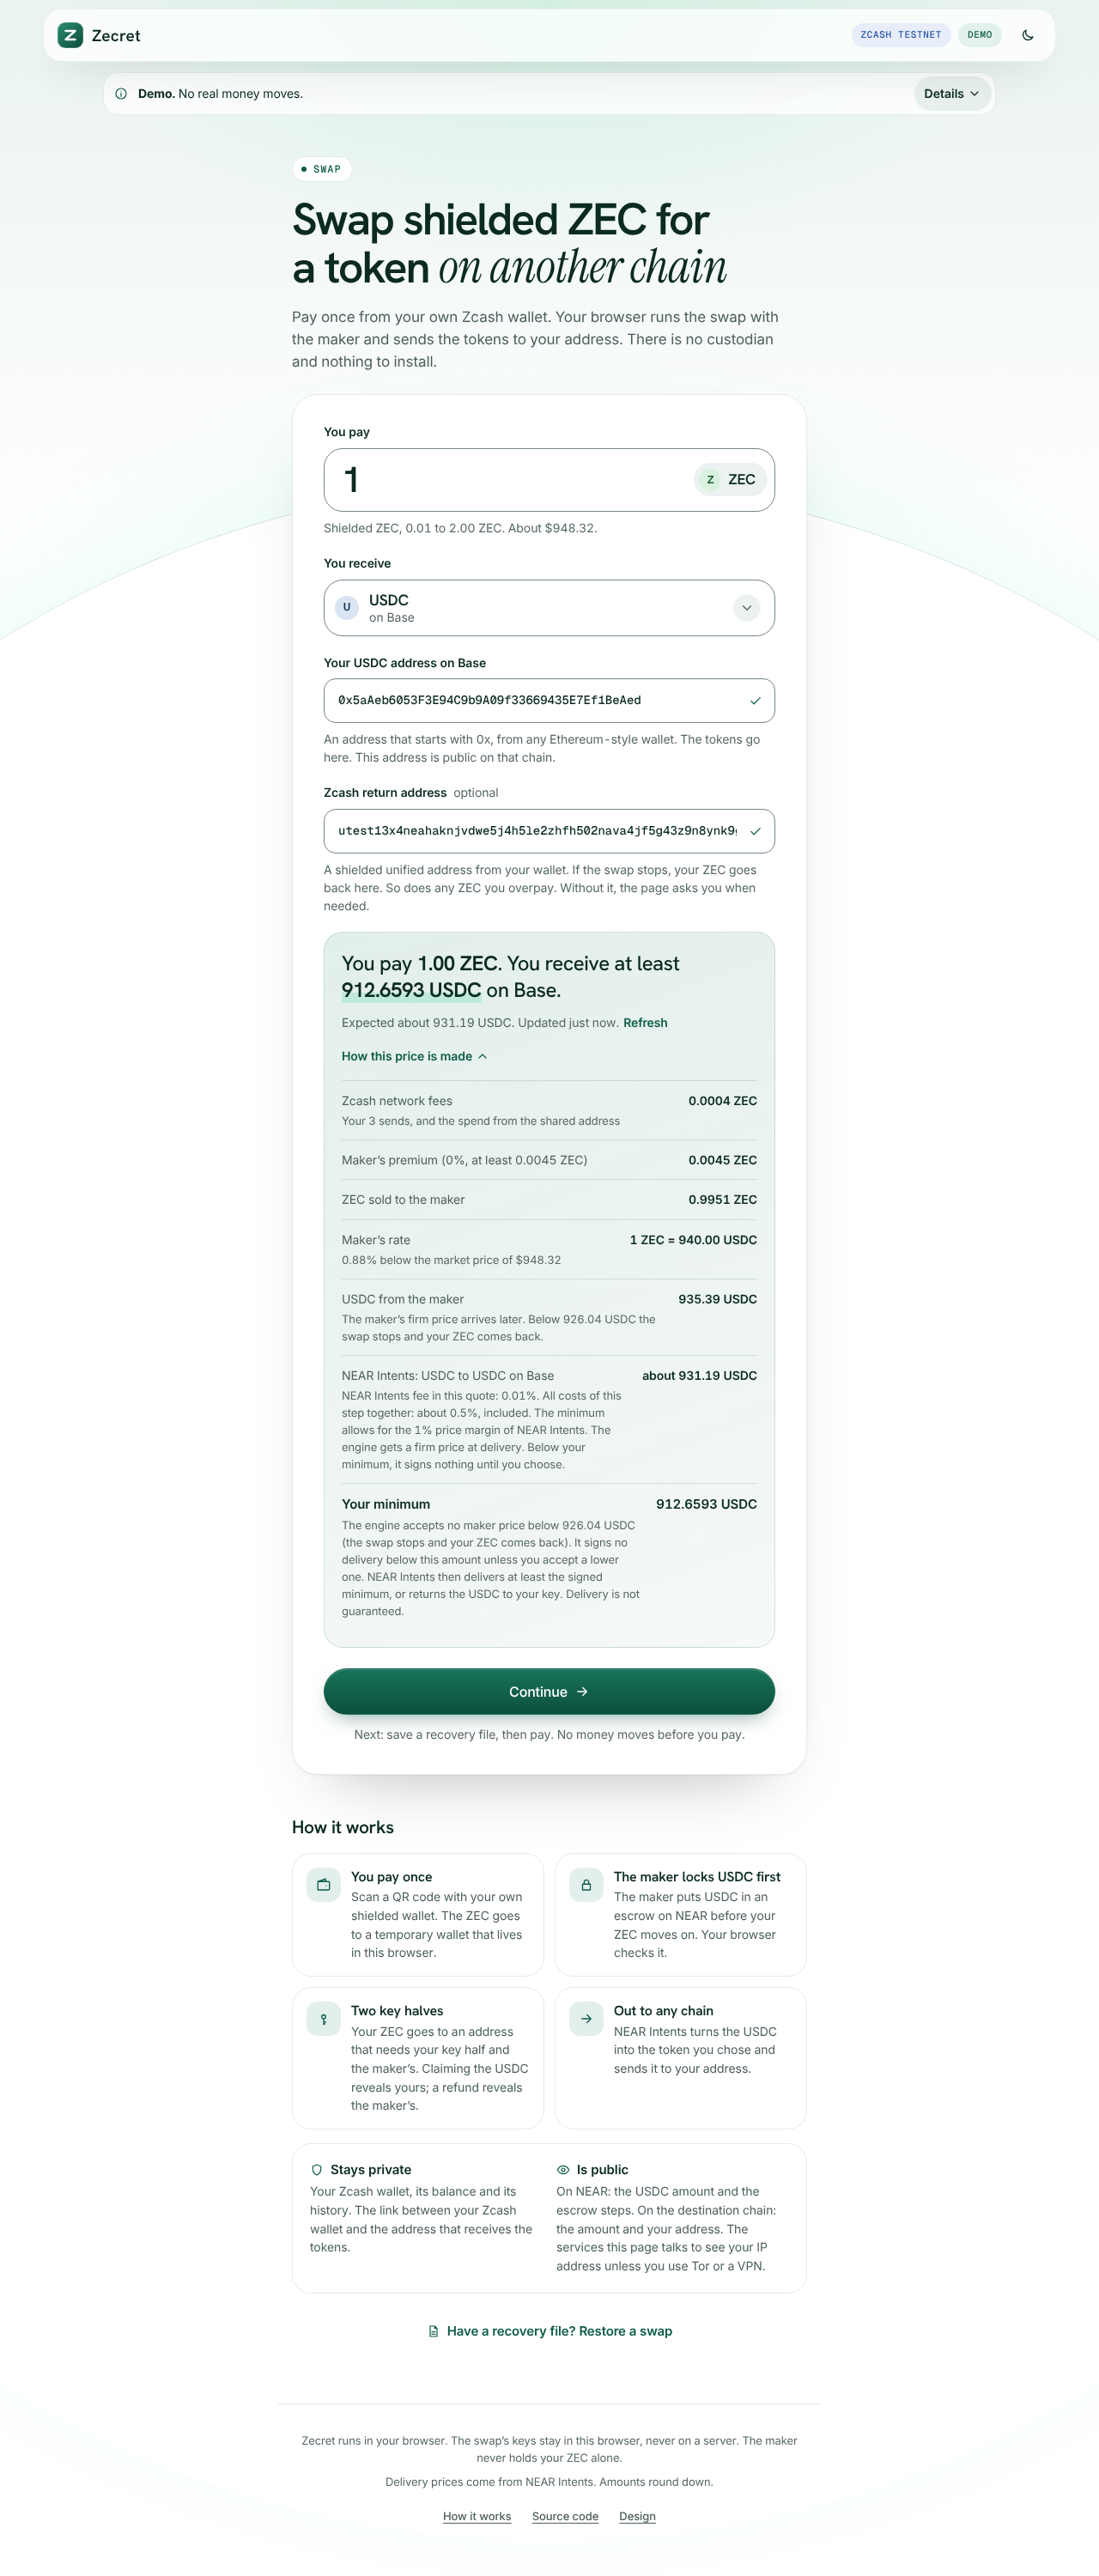 Z Zecret
ZCASH TESTNET
DEMO
Demo. No real money moves.
Details
SWAP
Swap shielded ZEC for
a token on another chain
Pay once from your own Zcash wallet. Your browser runs the swap with
the maker and sends the tokens to your address. There is no custodian
and nothing to install.
You pay
1
Z ZEC
Shielded ZEC, 0.01 to 2.00 ZEC. About $948.32.
You receive
U USDC
on Base
Your USDC address on Base
0x5aAeb6053F3E94C9b9A09f33669435E7Ef1BeAed
An address that starts with 0x, from any Ethereum-style wallet. The tokens go
here. This address is public on that chain.
Zcash return address optional
utest13x4neahaknjvdwe5j4h5le2zhfh502nava4jf5g43z9n8ynk9
A shielded unified address from your wallet. If the swap stops, your ZEC goes
back here. So does any ZEC you overpay. Without it, the page asks you when
needed.
You pay 1.00 ZEC. You receive at least
912.6593 USDC on Base.
Expected about 931.19 USDC. Updated just now. Refresh
How this price is made
Zcash network fees 0.0004 ZEC
Your 3 sends, and the spend from the shared address
Maker's premium (0%, at least 0.0045 ZEC) 0.0045 ZEC
ZEC sold to the maker 0.9951 ZEC
Maker's rate 1 ZEC = 940.00 USDC
0.88% below the market price of $948.32
USDC from the maker 935.39 USDC
The maker's firm price arrives later. Below 926.04 USDC the
swap stops and your ZEC comes back.
NEAR Intents: USDC to USDC on Base about 931.19 USDC
NEAR Intents fee in this quote: 0.01%. All costs of this
step together: about 0.5%, included. The minimum
allows for the 1% price margin of NEAR Intents. The
engine gets a firm price at delivery. Below your
minimum, it signs nothing until you choose.
Your minimum 912.6593 USDC
The engine accepts no maker price below 926.04 USDC
(the swap stops and your ZEC comes back). It signs no
delivery below this amount unless you accept a lower
one. NEAR Intents then delivers at least the signed
minimum, or returns the USDC to your key. Delivery is not
guaranteed.
Continue
Next: save a recovery file, then pay. No money moves before you pay.
How it works
You pay once
Scan a QR code with your own
shielded wallet. The ZEC goes
to a temporary wallet that lives
in this browser.
The maker locks USDC first
The maker puts USDC in an
escrow on NEAR before your
ZEC moves on. Your browser
checks it.
Two key halves
Your ZEC goes to an address
that needs your key half and
the maker's. Claiming the USDC
reveals yours; a refund reveals
the maker's.
Out to any chain
NEAR Intents turns the USDC
into the token you chose and
sends it to your address.
Stays private
Your Zcash wallet, its balance and its
history. The link between your Zcash
wallet and the address that receives the
tokens.
Is public
On NEAR: the USDC amount and the
escrow steps. On the destination chain:
the amount and your address. The
services this page talks to see your IP
address unless you use Tor or a VPN.
Have a recovery file? Restore a swap
Zecret runs in your browser. The swap's keys stay in this browser, never on a server. The maker
never holds your ZEC alone.
Delivery prices come from NEAR Intents. Amounts round down.
How it works
Source code
Design